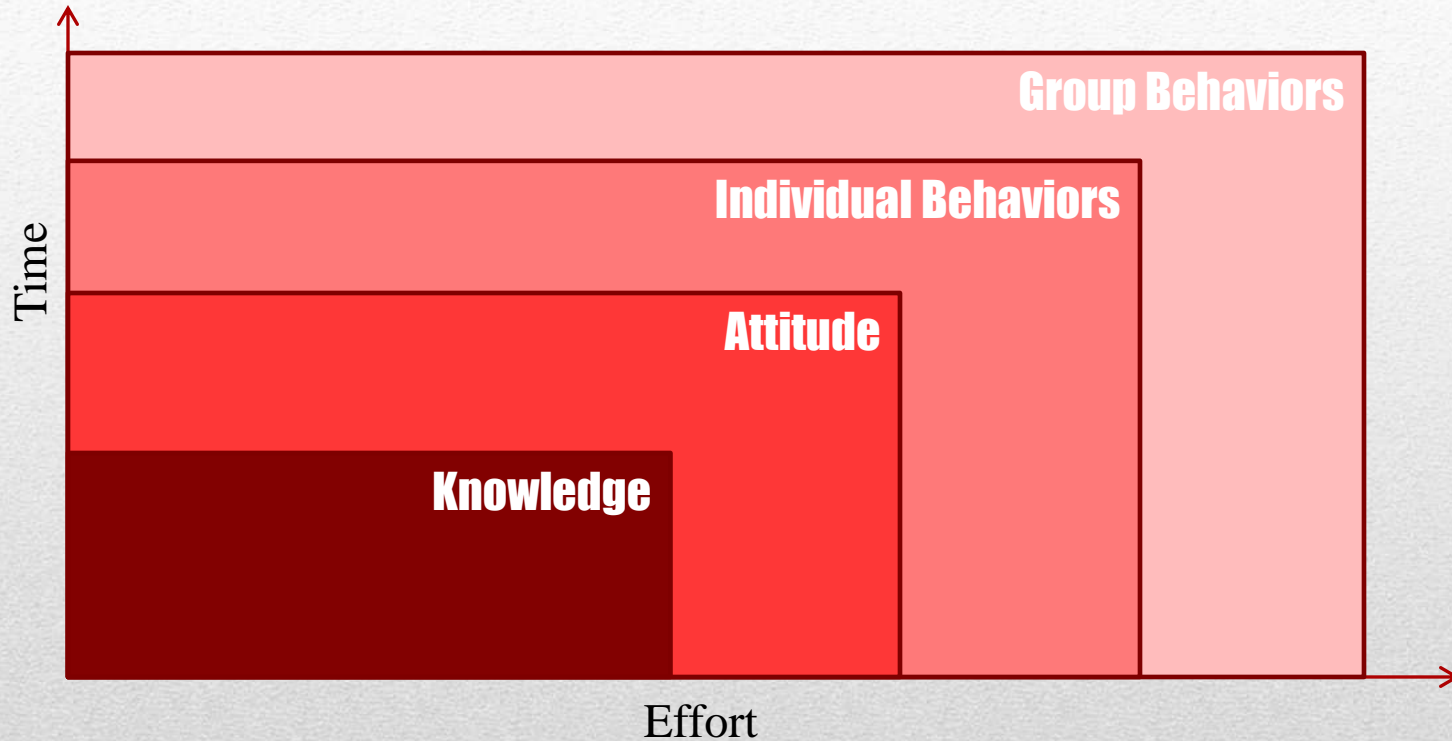 Group Behaviors
Individual Behaviors
Attitude
Knowledge
Time
Effort